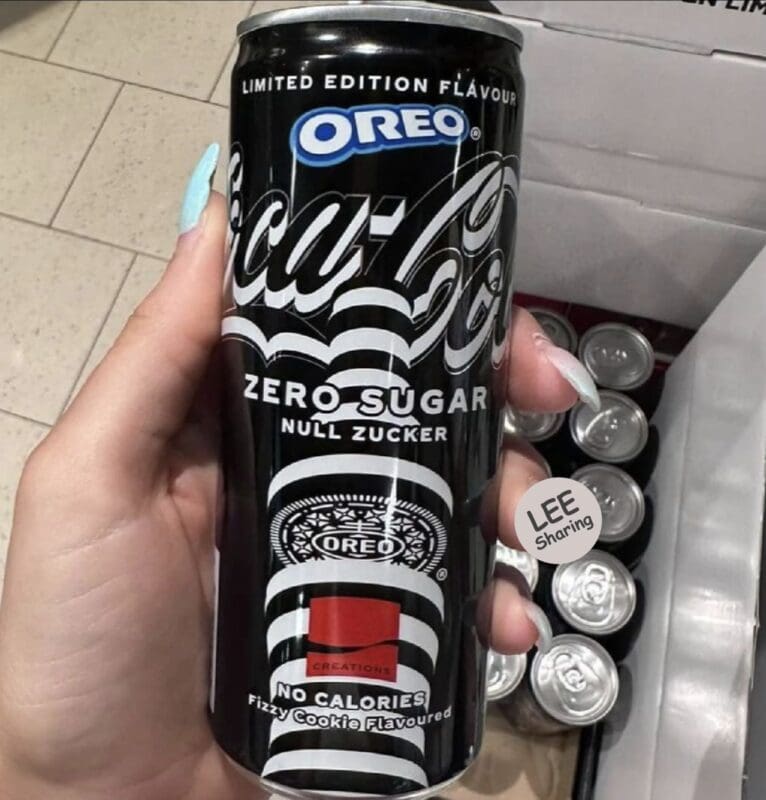 LIMITED EDITION FLAVOUR
OREO®
Coca-Cola
ZERO SUGAR
NULL ZUCKER
OREO
®
CREATIONS
NO CALORIES
Fizzy Cookie Flavoured
LEE
Sharing